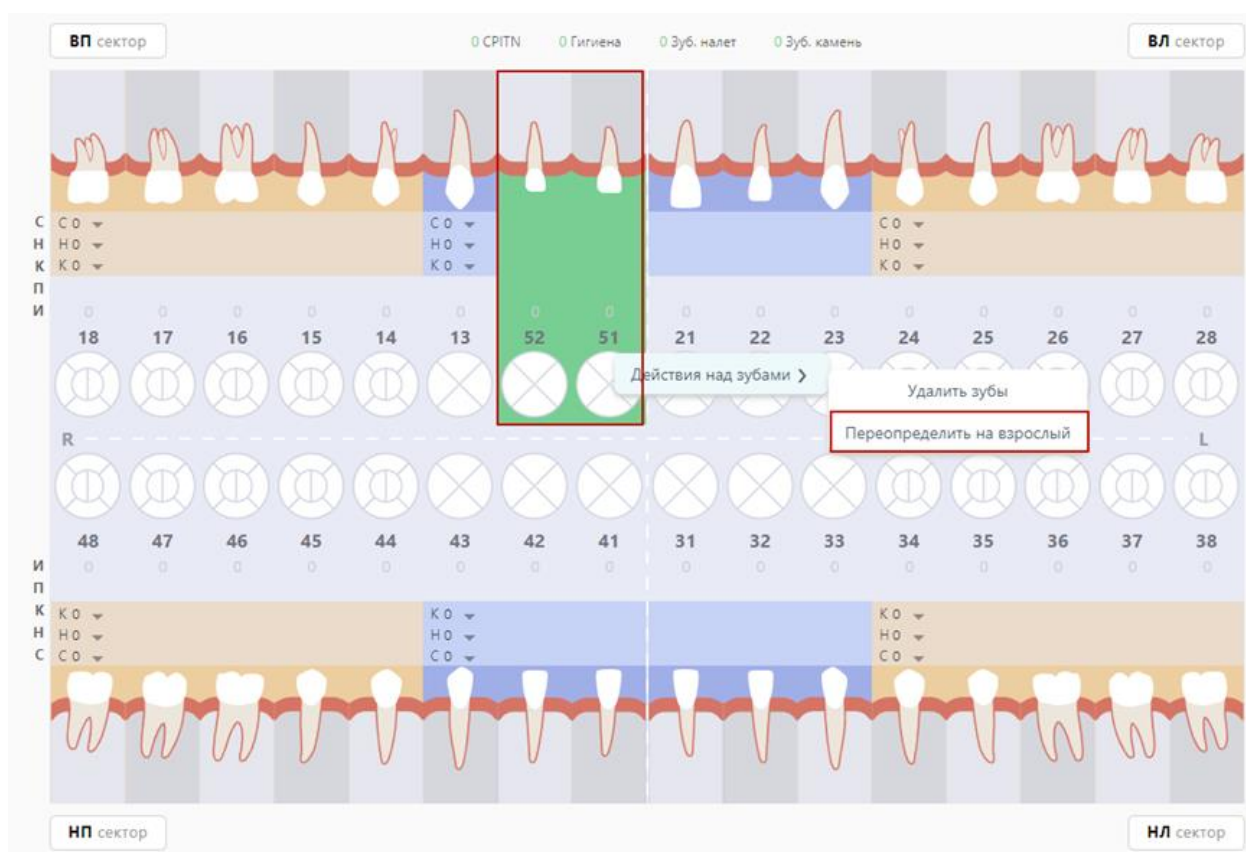 ВП сектор 0 CPITN 0 Гигиена 0 Зуб. налет 0 Зуб. камень ВЛ сектор
С С 0 С 0 С 0
Н Н 0 Н 0 Н 0
К К 0 К 0 К 0
П
И 0 0 0 0 0 0 0 0 0 0 0 0 0 0 0 0
18 17 16 15 14 13 52 51 21 22 23 24 25 26 27 28
Действия над зубами
Удалить зубы
Переопределить на взрослый
R L
48 47 46 45 44 43 42 41 31 32 33 34 35 36 37 38
И 0 0 0 0 0 0 0 0 0 0 0 0 0 0 0 0
П
К К 0 К 0 К 0
Н Н 0 Н 0 Н 0
С С 0 С 0 С 0
НП сектор НЛ сектор